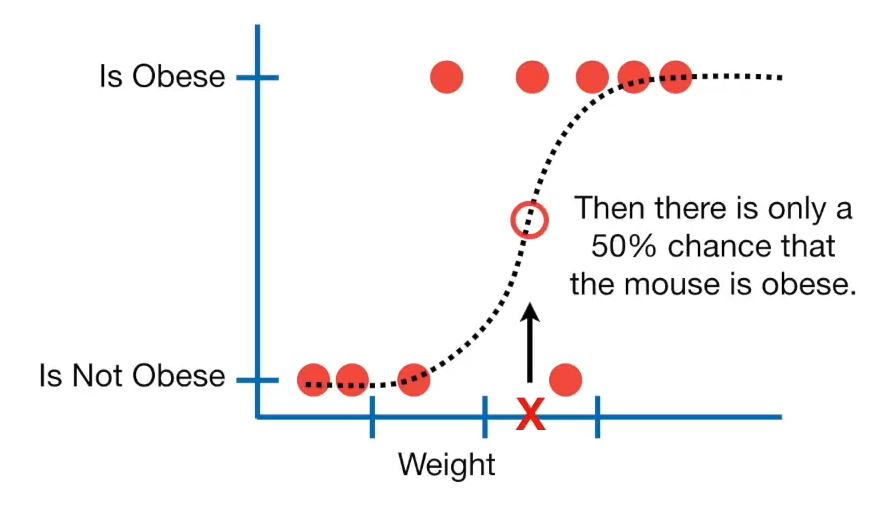 Is Obese
Then there is only a
50% chance that
the mouse is obese.
Is Not Obese
X
Weight